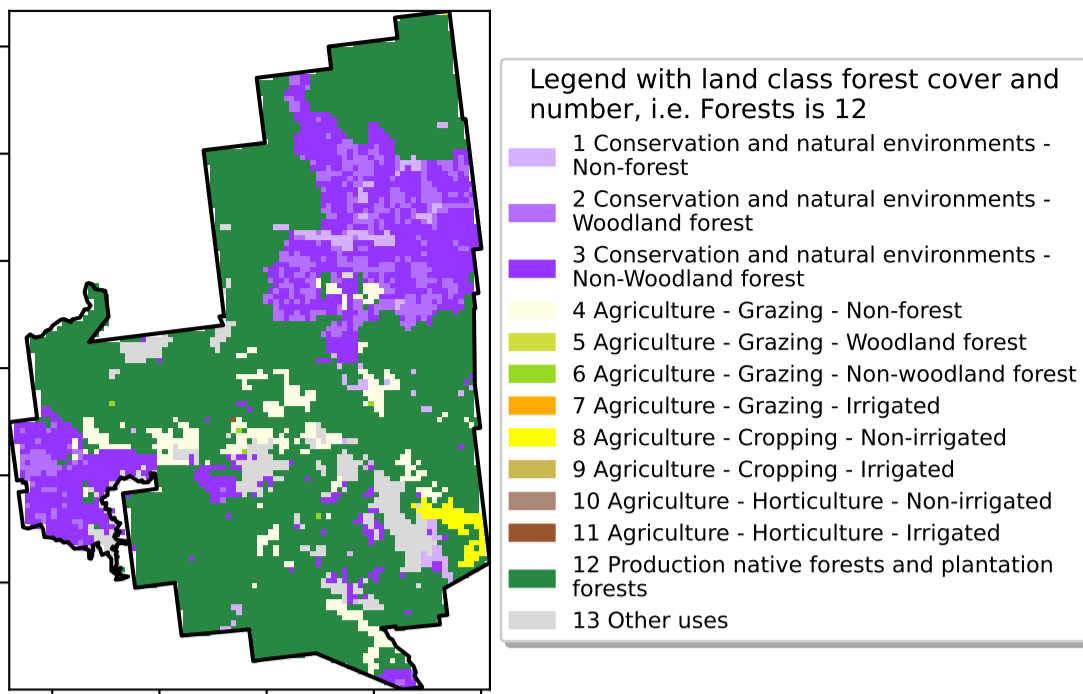 Legend with land class forest cover and
number, i.e. Forests is 12
1 Conservation and natural environments -
Non-forest
2 Conservation and natural environments -
Woodland forest
3 Conservation and natural environments -
Non-Woodland forest
4 Agriculture - Grazing - Non-forest
5 Agriculture - Grazing - Woodland forest
6 Agriculture - Grazing - Non-woodland forest
7 Agriculture - Grazing - Irrigated
8 Agriculture - Cropping - Non-irrigated
9 Agriculture - Cropping - Irrigated
10 Agriculture - Horticulture - Non-irrigated
11 Agriculture - Horticulture - Irrigated
12 Production native forests and plantation
forests
13 Other uses